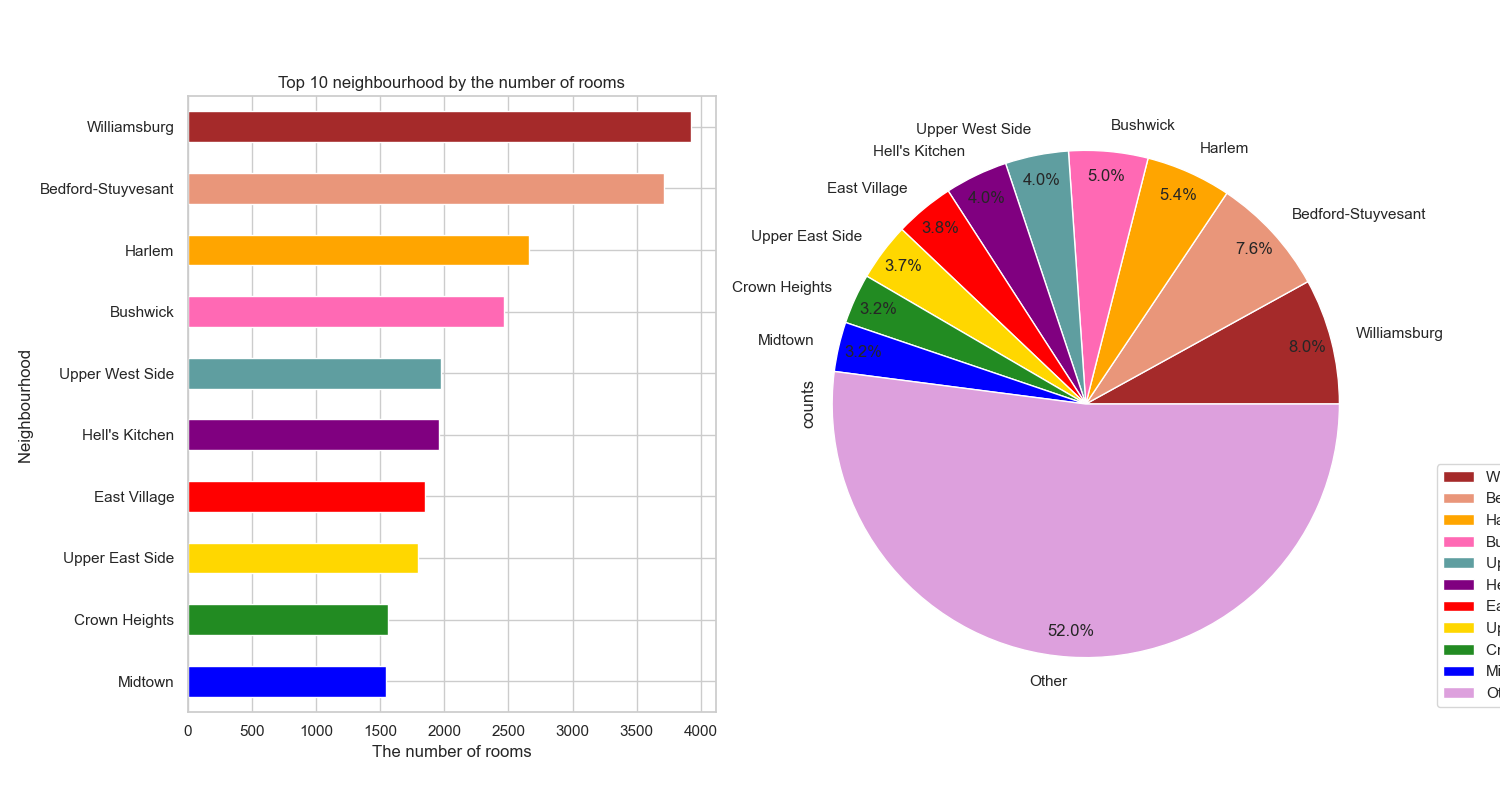 Top 10 neighbourhood by the number of rooms
Neighbourhood
Williamsburg
Bedford-Stuyvesant
Harlem
Bushwick
Upper West Side
Hell's Kitchen
East Village
Upper East Side
Crown Heights
Midtown
0 500 1000 1500 2000 2500 3000 3500 4000
The number of rooms
counts
Williamsburg
8.0%
Bedford-Stuyvesant
7.6%
Harlem
5.4%
Bushwick
5.0%
Upper West Side
4.0%
Hell's Kitchen
4.0%
East Village
3.8%
Upper East Side
3.7%
Crown Heights
3.2%
Midtown
3.2%
Other
52.0%